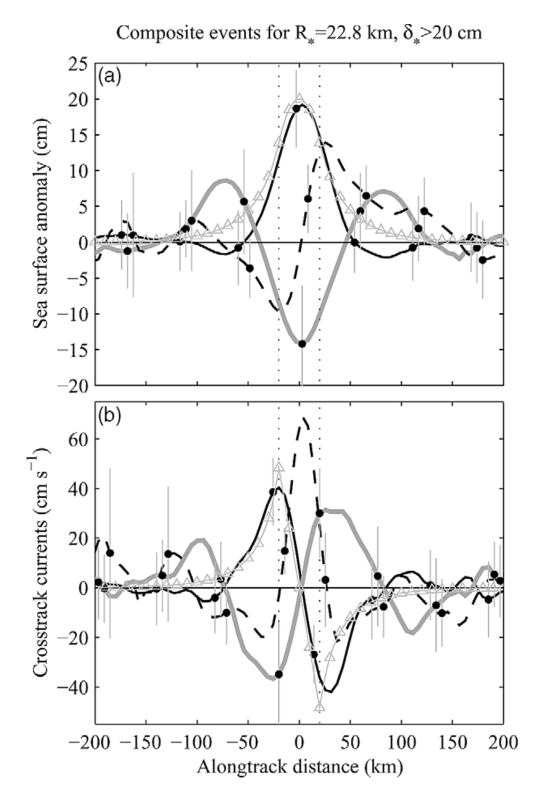 Composite events for R*=22.8 km, δ*>20 cm
(a)
Sea surface anomaly (cm)
25
20
15
10
5
0
−5
−10
−15
−20
(b)
Crosstrack currents (cm s⁻¹)
60
40
20
0
−20
−40
−200 −150 −100 −50 0 50 100 150 200
Alongtrack distance (km)